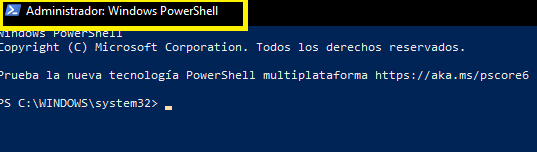 Administrador: Windows PowerShell
Windows PowerShell
Copyright (C) Microsoft Corporation. Todos los derechos reservados.
Prueba la nueva tecnología PowerShell multiplataforma https://aka.ms/pscore6
PS C:\WINDOWS\system32>